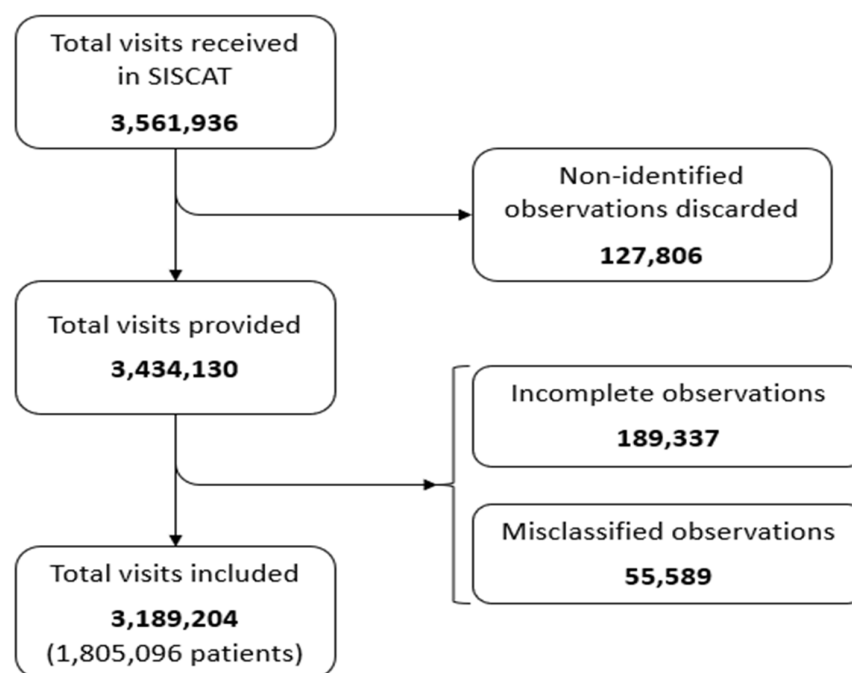 Total visits received
in SISCAT
3,561,936
Non-identified
observations discarded
127,806
Total visits provided
3,434,130
Incomplete observations
189,337
Misclassified observations
55,589
Total visits included
3,189,204
(1,805,096 patients)